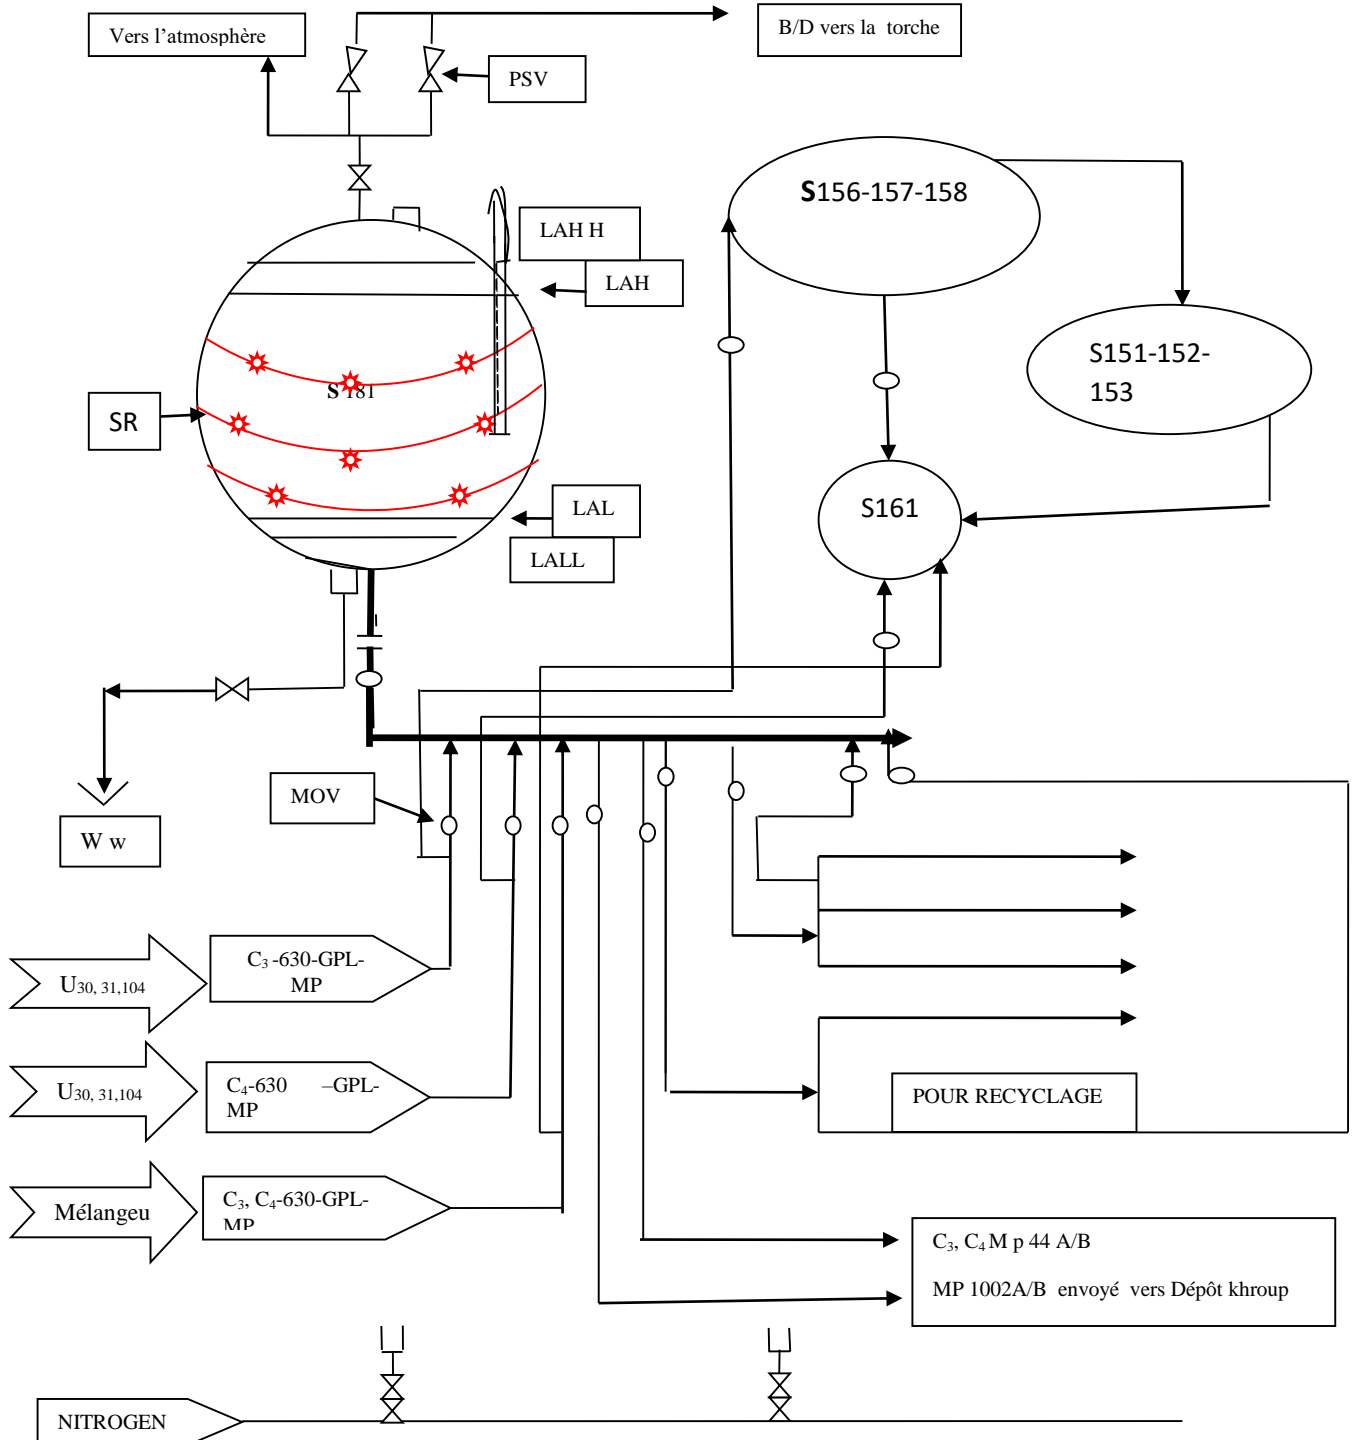 Vers l'atmosphère
B/D vers la torche
PSV
S156-157-158
LAH H
LAH
S151-152-
153
S 181
SR
S161
LAL
LALL
MOV
W w
C₃ -630-GPL-
MP
U30, 31,104
C₄-630 –GPL-
MP
U30, 31,104
POUR RECYCLAGE
C₃, C₄-630-GPL-
MP
Mélangeu
C₃, C₄ M p 44 A/B
MP 1002A/B envoyé vers Dépôt khroup
NITROGEN